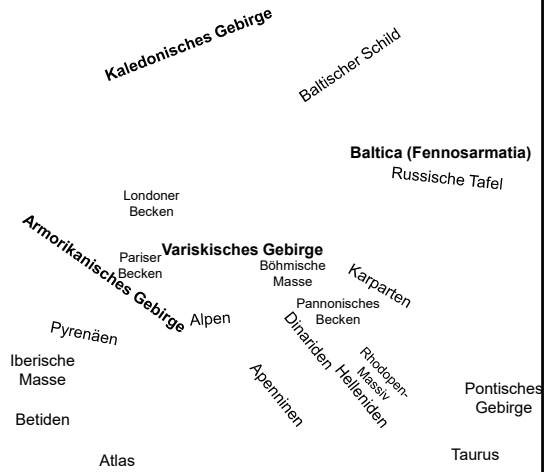 Kaledonisches Gebirge
Baltischer Schild
Baltica (Fennosarmatia)
Russische Tafel
Londoner
Becken
Armorikanisches Gebirge
Pariser
Becken
Variskisches Gebirge
Böhmische
Masse
Karparten
Pannonisches
Becken
Alpen
Pyrenäen
Dinariden
Iberische
Masse
Apenninen
Helleniden
Rhodopen-
Massiv
Pontisches
Gebirge
Betiden
Atlas
Taurus